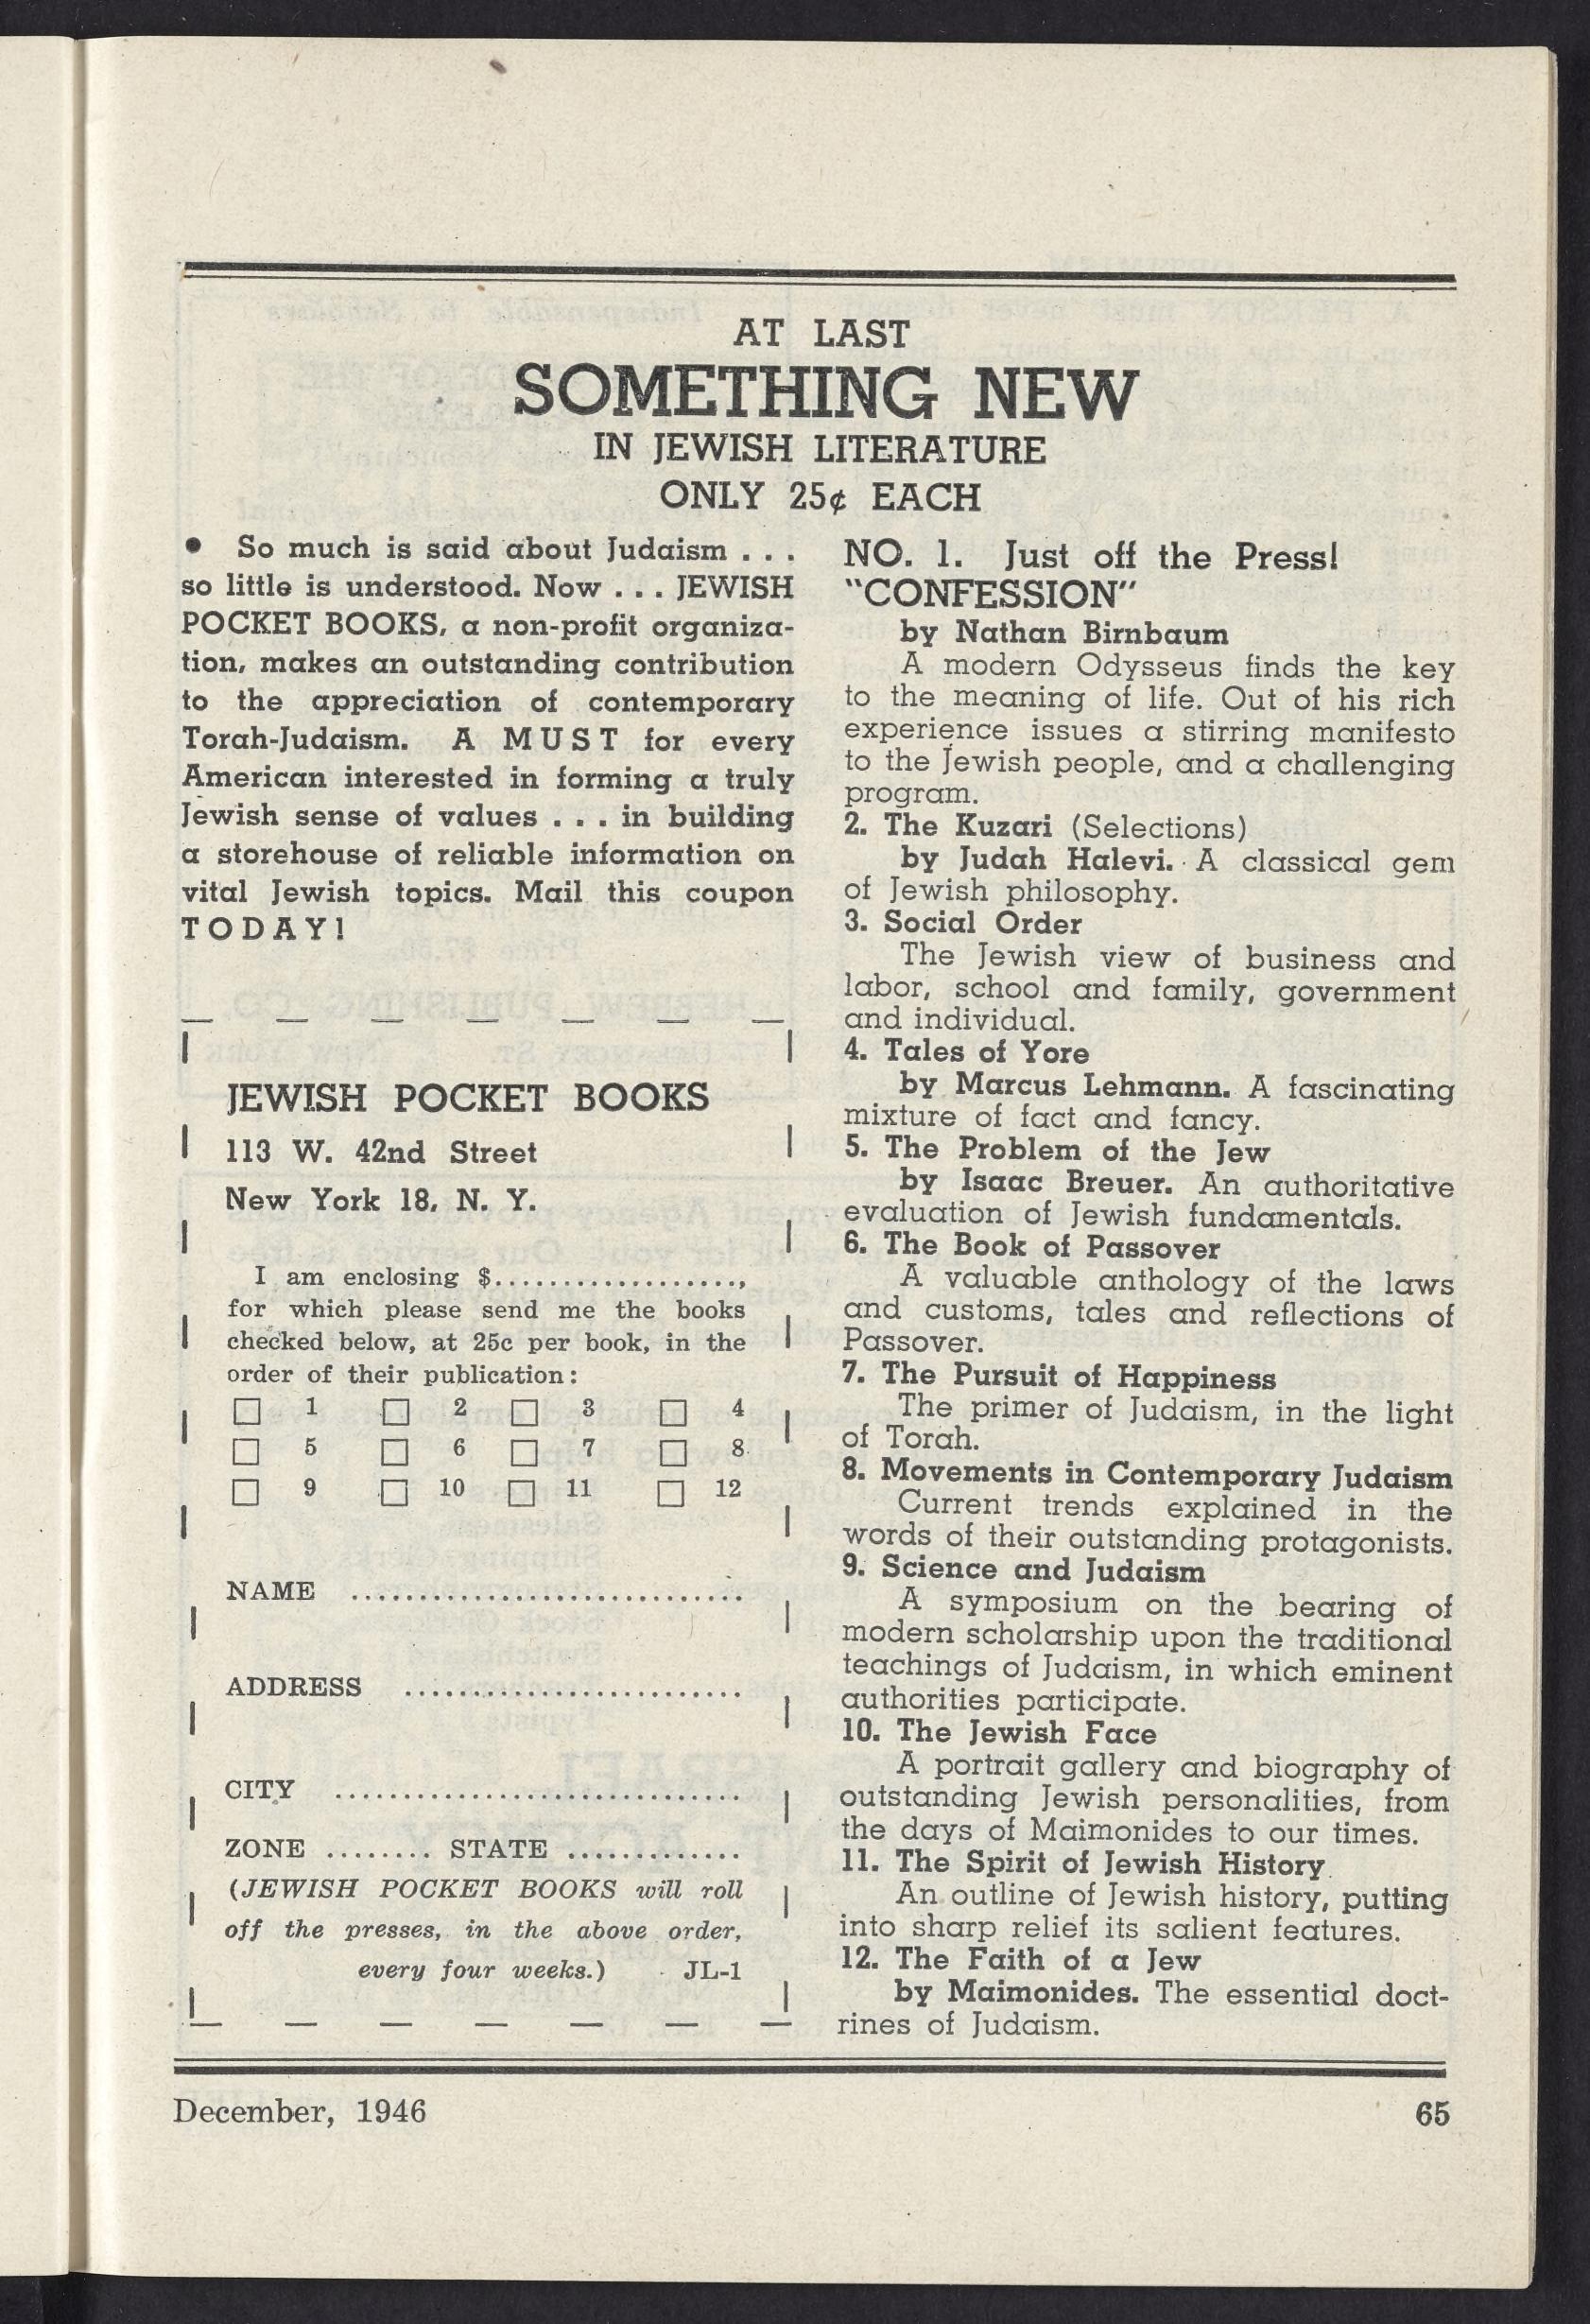 AT LAST
SOMETHING NEW
IN JEWISH LITERATURE
ONLY 25¢ EACH
• So much is said about Judaism . . .
so little is understood. Now . . . JEWISH
POCKET BOOKS, a non-profit organiza-
tion, makes an outstanding contribution
to the appreciation of contemporary
Torah-Judaism. A MUST for every
American interested in forming a truly
Jewish sense of values . . . in building
a storehouse of reliable information on
vital Jewish topics. Mail this coupon
TODAY!
JEWISH POCKET BOOKS
113 W. 42nd Street
New York 18, N. Y.
I am enclosing $..................,
for which please send me the books
checked below, at 25c per book, in the
order of their publication:
☐ 1 ☐ 2 ☐ 3 ☐ 4
☐ 5 ☐ 6 ☐ 7 ☐ 8
☐ 9 ☐ 10 ☐ 11 ☐ 12
NAME .............................
ADDRESS .........................
CITY ..............................
ZONE ........ STATE .............
(JEWISH POCKET BOOKS will roll
off the presses, in the above order,
every four weeks.) JL-1
NO. 1. Just off the Press!
"CONFESSION"
by Nathan Birnbaum
A modern Odysseus finds the key
to the meaning of life. Out of his rich
experience issues a stirring manifesto
to the Jewish people, and a challenging
program.
2. The Kuzari (Selections)
by Judah Halevi. A classical gem
of Jewish philosophy.
3. Social Order
The Jewish view of business and
labor, school and family, government
and individual.
4. Tales of Yore
by Marcus Lehmann. A fascinating
mixture of fact and fancy.
5. The Problem of the Jew
by Isaac Breuer. An authoritative
evaluation of Jewish fundamentals.
6. The Book of Passover
A valuable anthology of the laws
and customs, tales and reflections of
Passover.
7. The Pursuit of Happiness
The primer of Judaism, in the light
of Torah.
8. Movements in Contemporary Judaism
Current trends explained in the
words of their outstanding protagonists.
9. Science and Judaism
A symposium on the bearing of
modern scholarship upon the traditional
teachings of Judaism, in which eminent
authorities participate.
10. The Jewish Face
A portrait gallery and biography of
outstanding Jewish personalities, from
the days of Maimonides to our times.
11. The Spirit of Jewish History
An outline of Jewish history, putting
into sharp relief its salient features.
12. The Faith of a Jew
by Maimonides. The essential doct-
rines of Judaism.
December, 1946
65